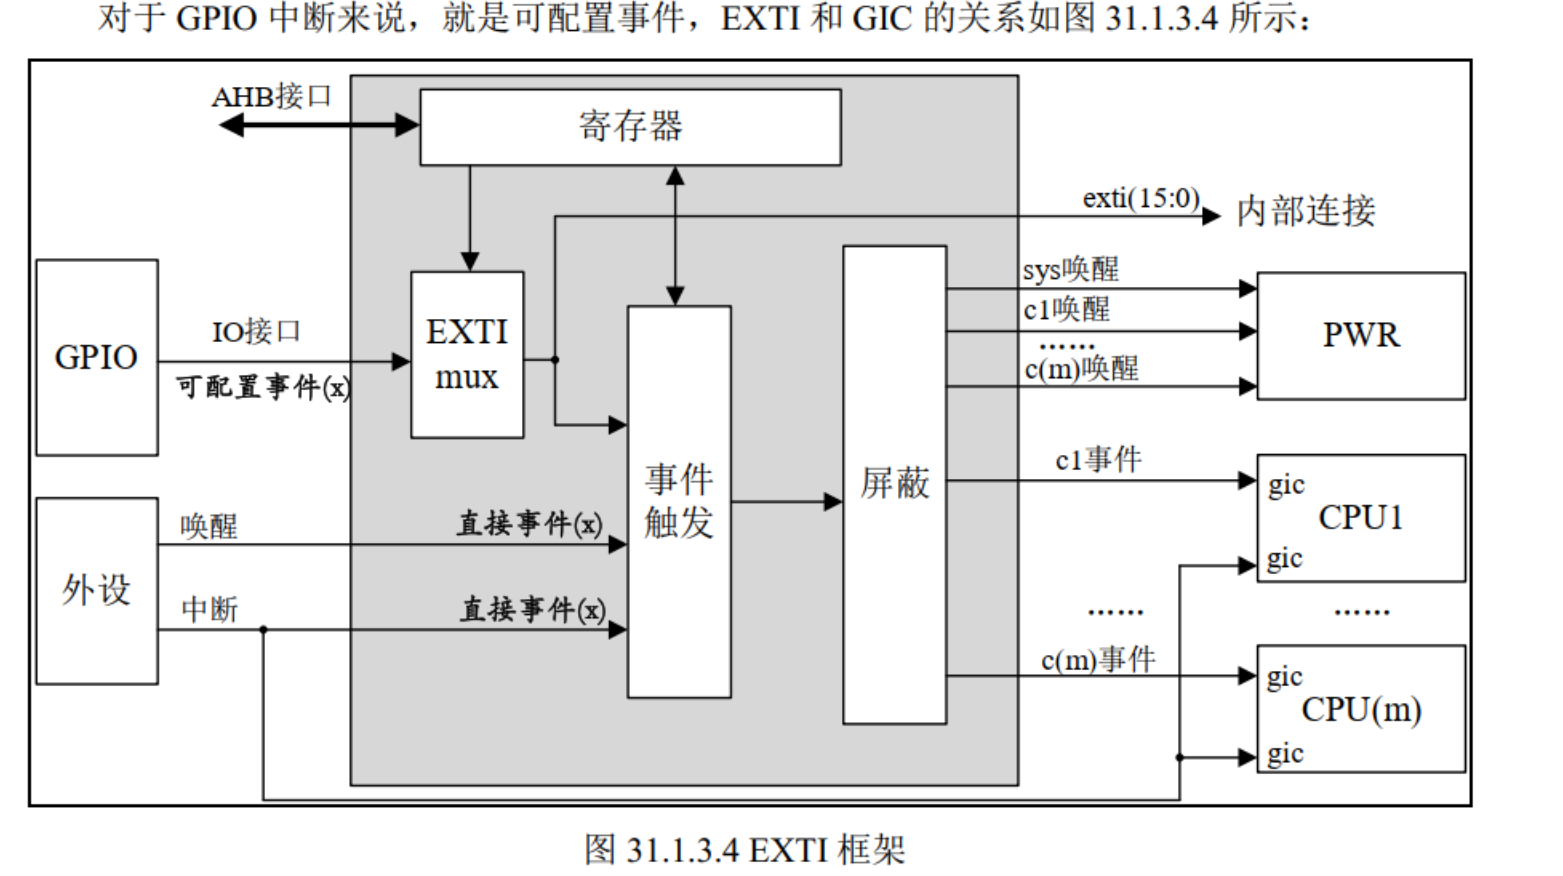 对于 GPIO 中断来说，就是可配置事件，EXTI 和 GIC 的关系如图 31.1.3.4 所示：
AHB接口
寄存器
exti(15:0)
内部连接
sys唤醒
c1唤醒
……
c(m)唤醒
PWR
GPIO
IO接口
可配置事件(x)
EXTI
mux
事件
触发
屏蔽
c1事件
gic
CPU1
gic
外设
唤醒
直接事件(x)
中断
直接事件(x)
……
……
c(m)事件
gic
CPU(m)
gic
图 31.1.3.4 EXTI 框架